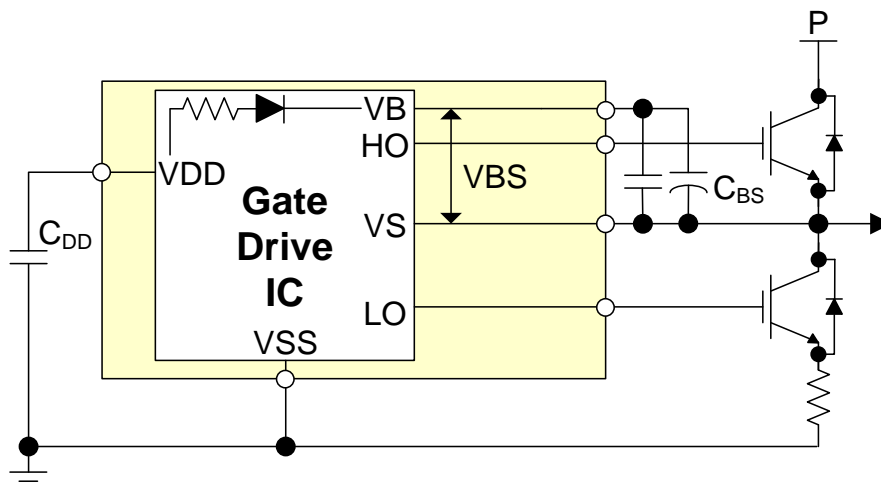 P
VB
HO
VDD
VBS
Gate
Drive
IC
C_BS
C_DD
VS
LO
VSS